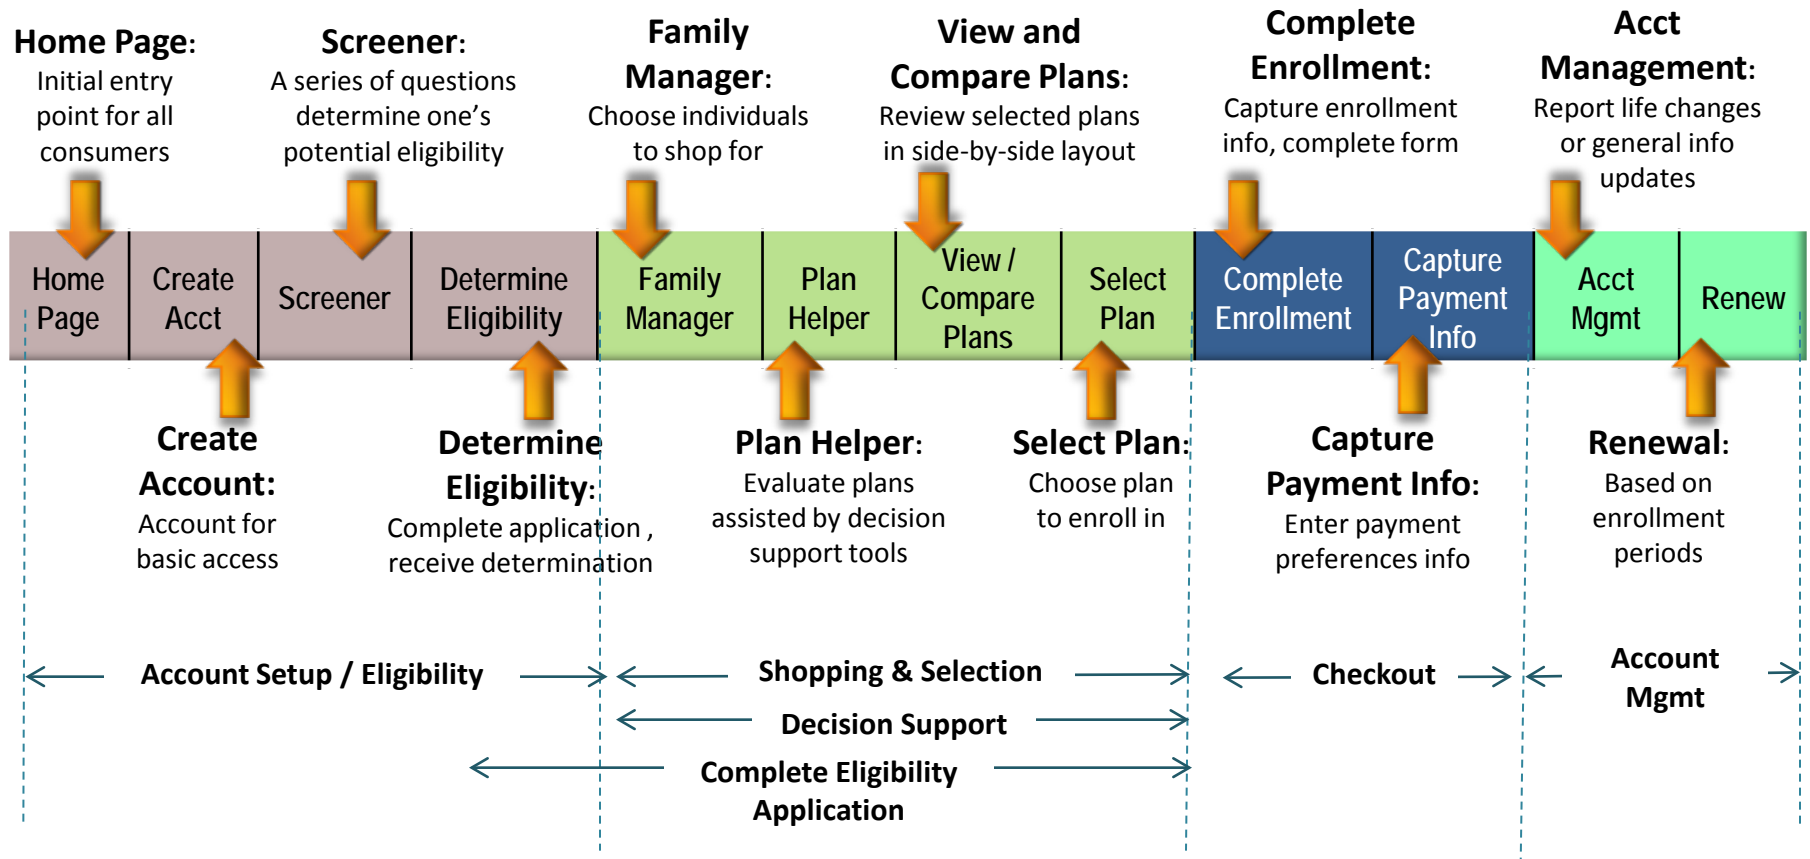 Home Page:
Initial entry
point for all
consumers
Screener:
A series of questions
determine one's
potential eligibility
Family
Manager:
Choose individuals
to shop for
View and
Compare Plans:
Review selected plans
in side-by-side layout
Complete
Enrollment:
Capture enrollment
info, complete form
Acct
Management:
Report life changes
or general info
updates
Home
Page
Create
Acct
Screener
Determine
Eligibility
Family
Manager
Plan
Helper
View /
Compare
Plans
Select
Plan
Complete
Enrollment
Capture
Payment
Info
Acct
Mgmt
Renew
Create
Account:
Account for
basic access
Determine
Eligibility:
Complete application ,
receive determination
Plan Helper:
Evaluate plans
assisted by decision
support tools
Select Plan:
Choose plan
to enroll in
Capture
Payment Info:
Enter payment
preferences info
Renewal:
Based on
enrollment
periods
Account Setup / Eligibility
Shopping & Selection
Checkout
Account
Mgmt
Decision Support
Complete Eligibility
Application